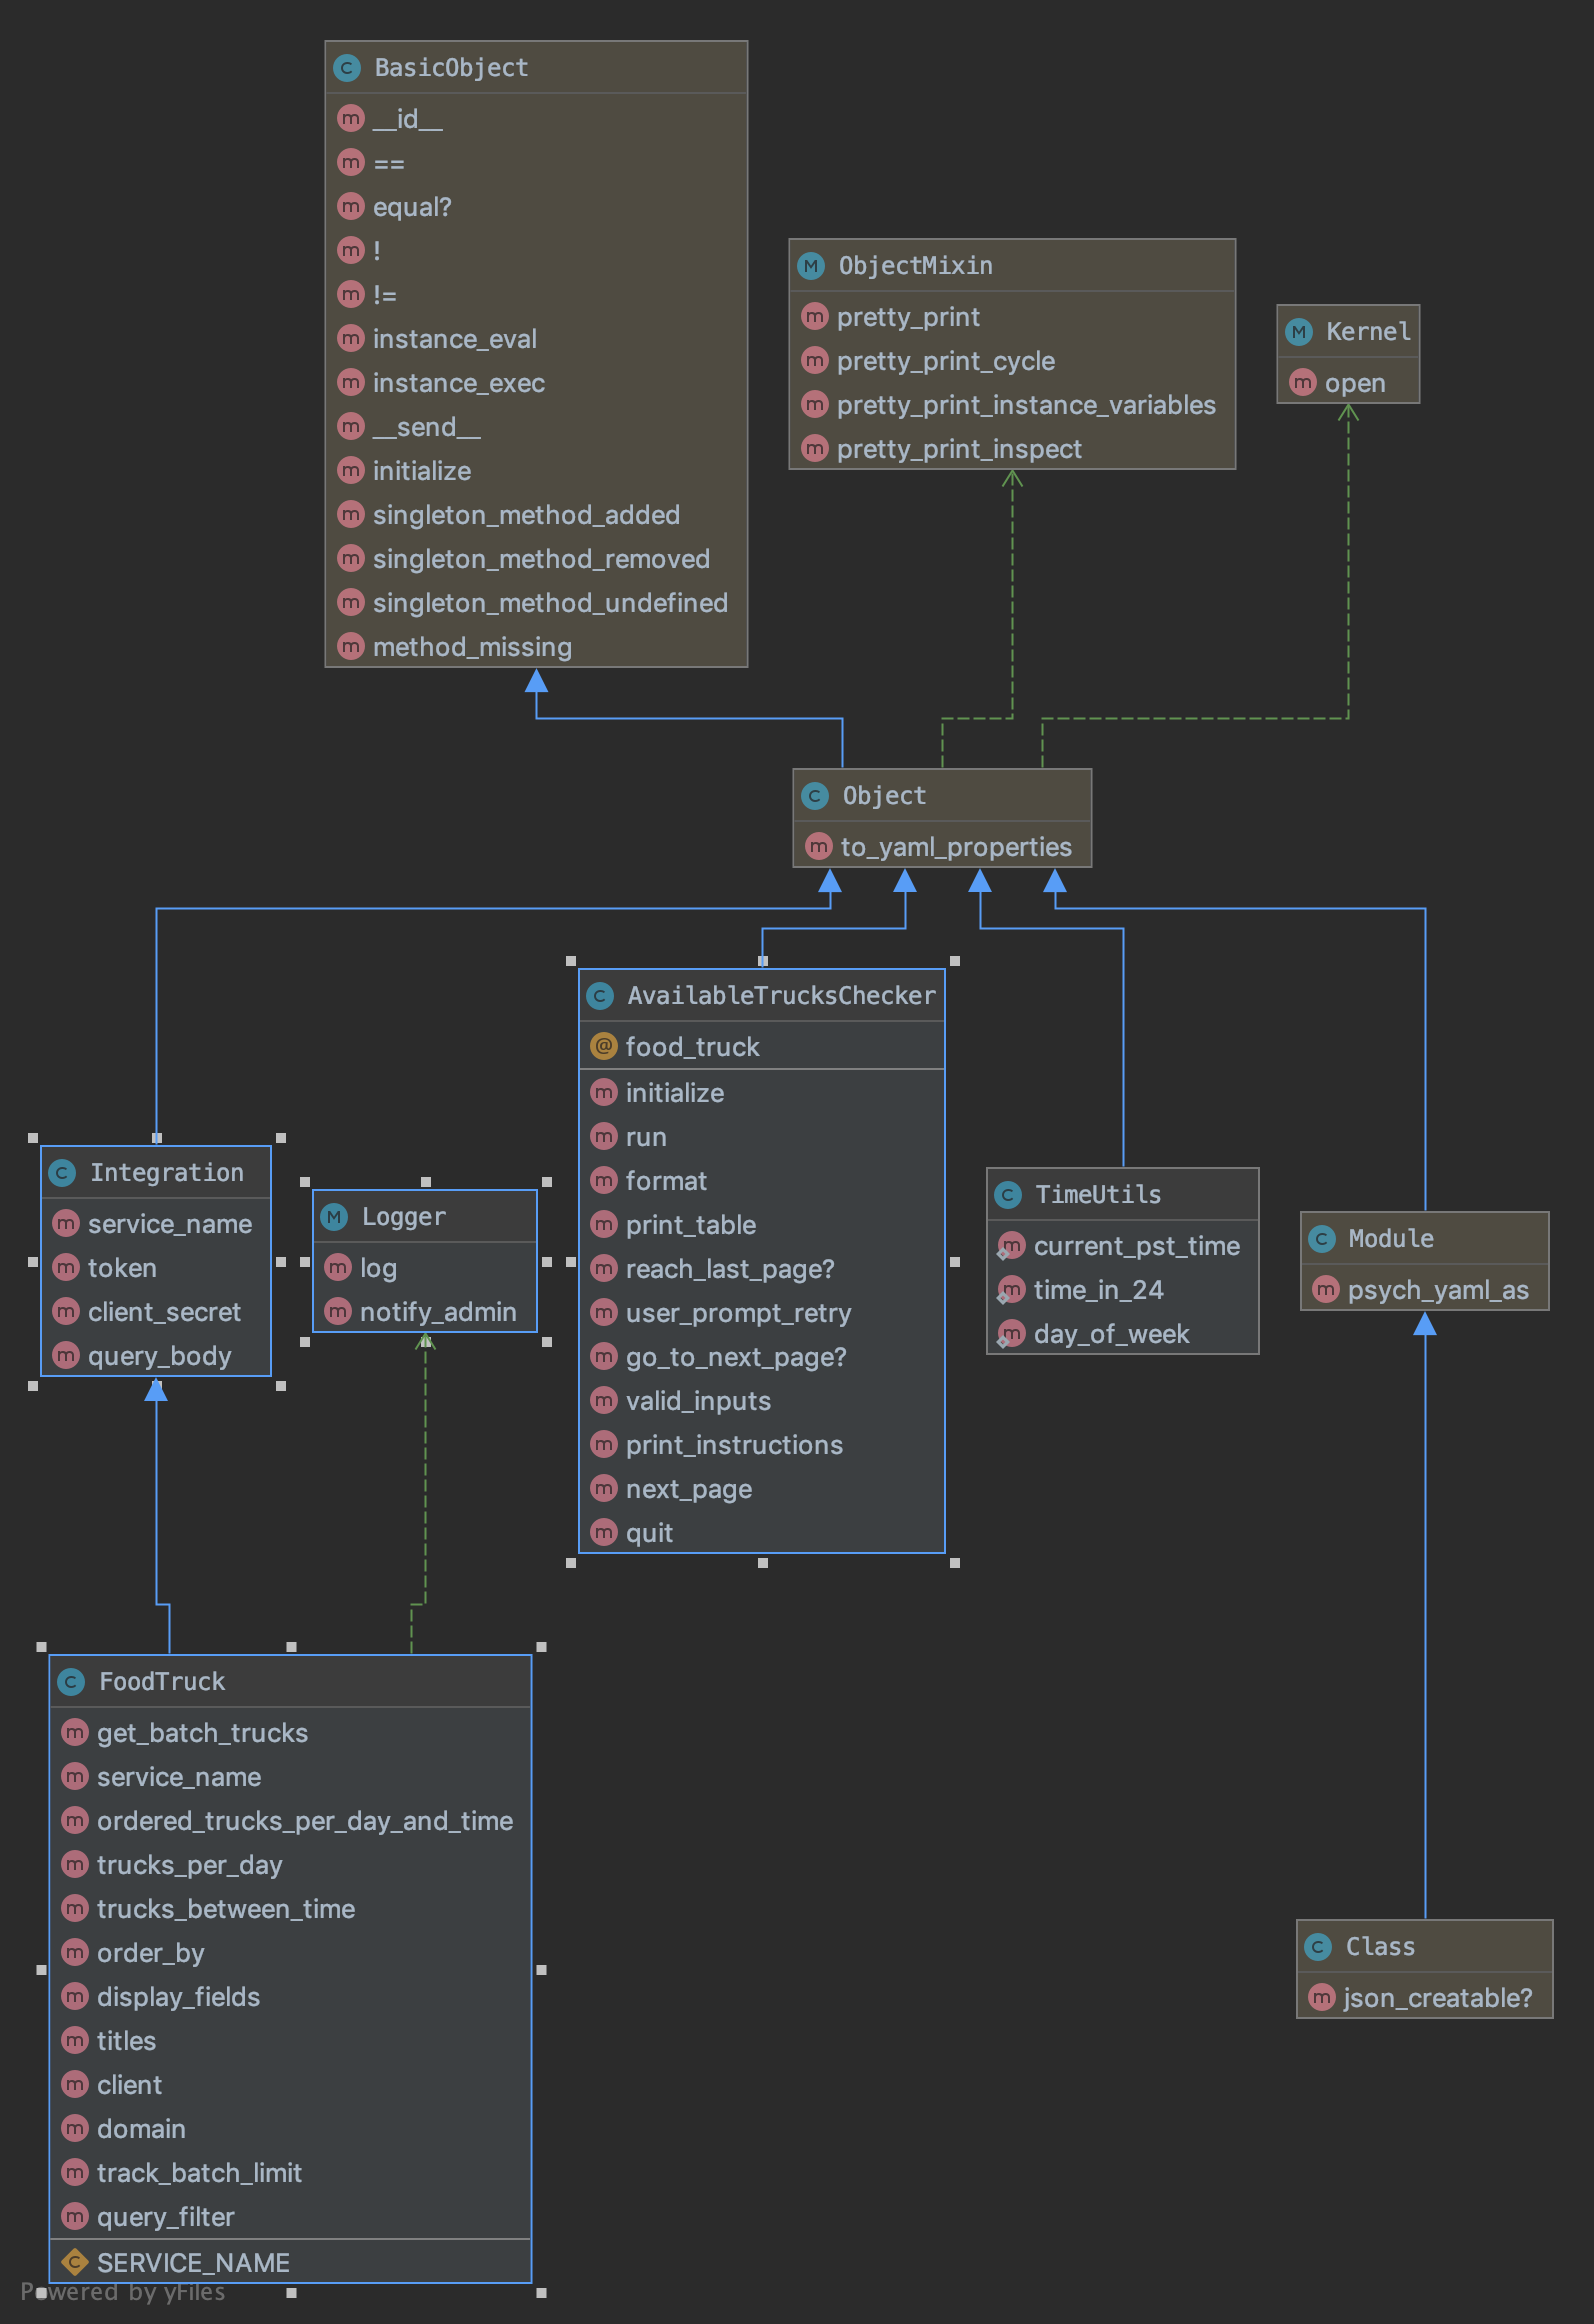 BasicObject
__id__
==
equal?
!
!=
instance_eval
instance_exec
__send__
initialize
singleton_method_added
singleton_method_removed
singleton_method_undefined
method_missing
ObjectMixin
pretty_print
pretty_print_cycle
pretty_print_instance_variables
pretty_print_inspect
Kernel
open
Object
to_yaml_properties
Integration
service_name
token
client_secret
query_body
Logger
log
notify_admin
AvailableTrucksChecker
food_truck
initialize
run
format
print_table
reach_last_page?
user_prompt_retry
go_to_next_page?
valid_inputs
print_instructions
next_page
quit
TimeUtils
current_pst_time
time_in_24
day_of_week
Module
psych_yaml_as
FoodTruck
get_batch_trucks
service_name
ordered_trucks_per_day_and_time
trucks_per_day
trucks_between_time
order_by
display_fields
titles
client
domain
track_batch_limit
query_filter
SERVICE_NAME
Class
json_creatable?
Powered by yFiles